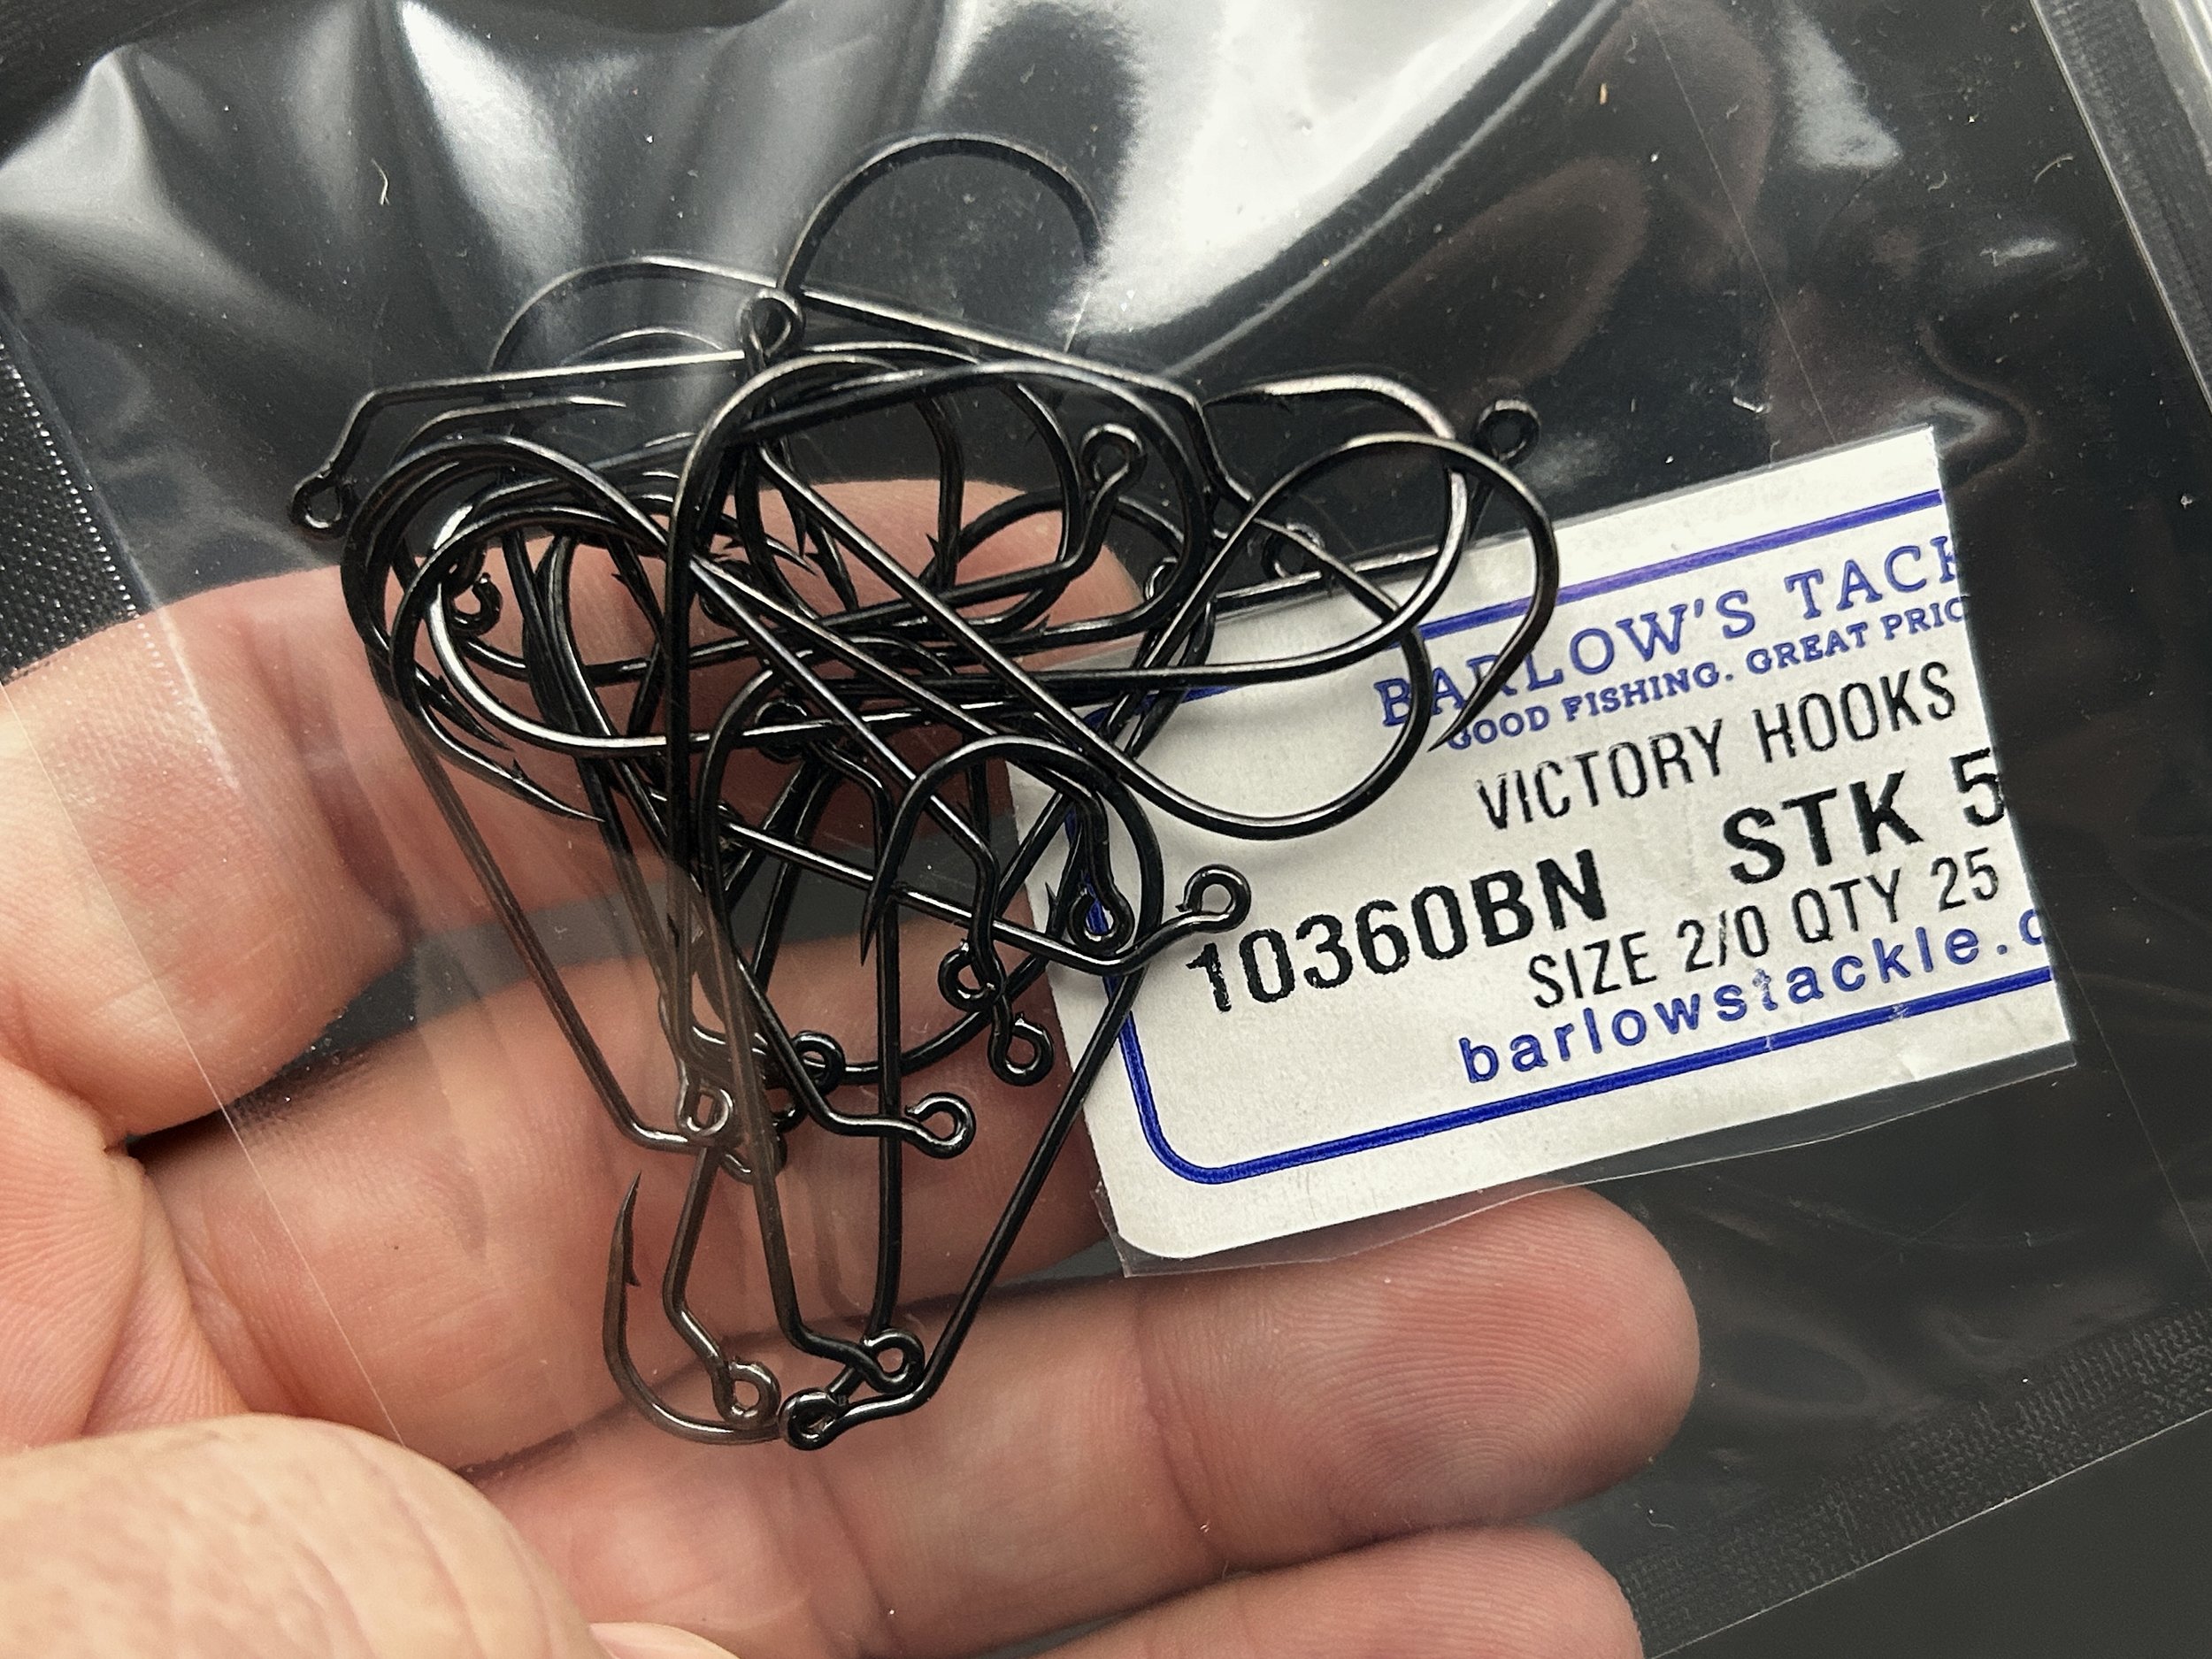 BARLOW'S TACK
GOOD FISHING. GREAT PRIC
VICTORY HOOKS
10360BN STK 5
SIZE 2/0 QTY 25
barlowstackle.c